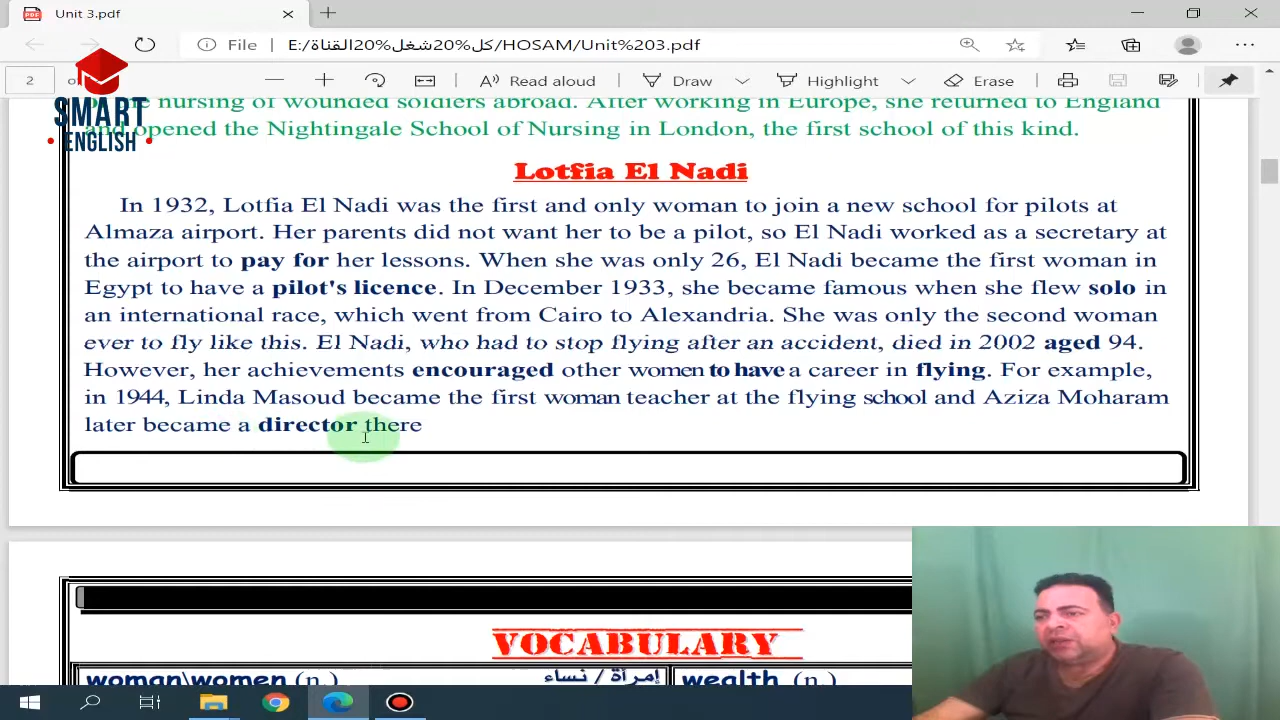 Unit 3.pdf
File
E:/كل%20شغل%20القناة/HOSAM/Unit%203.pdf
2
Read aloud
Draw
Highlight
Erase
SMART
ENGLISH
nursing of wounded soldiers abroad. After working in Europe, she returned to England
and opened the Nightingale School of Nursing in London, the first school of this kind.
Lotfia El Nadi
In 1932, Lotfia El Nadi was the first and only woman to join a new school for pilots at
Almaza airport. Her parents did not want her to be a pilot, so El Nadi worked as a secretary at
the airport to pay for her lessons. When she was only 26, El Nadi became the first woman in
Egypt to have a pilot's licence. In December 1933, she became famous when she flew solo in
an international race, which went from Cairo to Alexandria. She was only the second woman
ever to fly like this. El Nadi, who had to stop flying after an accident, died in 2002 aged 94.
However, her achievements encouraged other women to have a career in flying. For example,
in 1944, Linda Masoud became the first woman teacher at the flying school and Aziza Moharam
later became a director there
VOCABULARY
woman\women (n.)
إمرأة / نساء
wealth (n.)